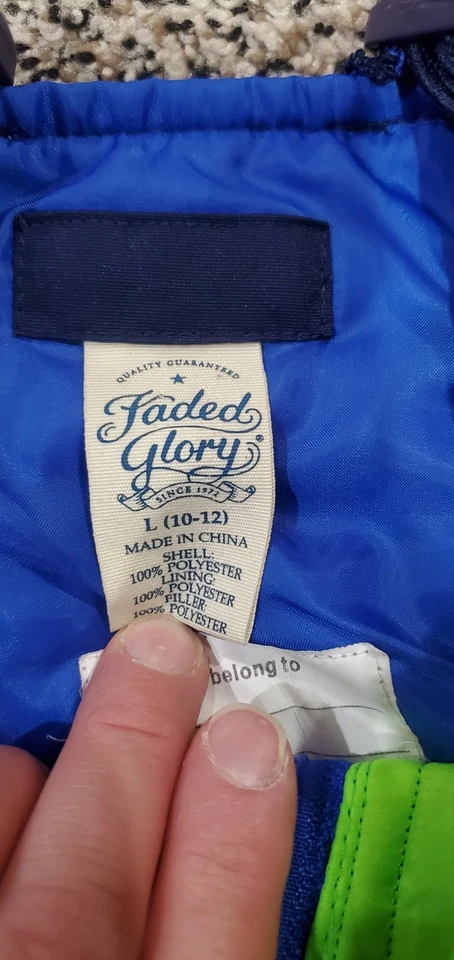 QUALITY GUARANTEED
Faded
Glory®
SINCE 1972
L (10-12)
MADE IN CHINA
SHELL:
100% POLYESTER
LINING:
100% POLYESTER
FILLER:
100% POLYESTER
belong to